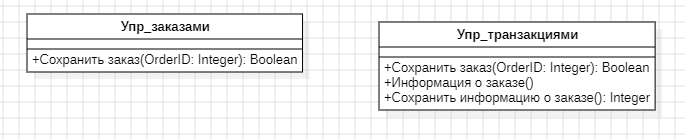 Упр_заказами
+Сохранить заказ(OrderID: Integer): Boolean
Упр_транзакциями
+Сохранить заказ(OrderID: Integer): Boolean
+Информация о заказе()
+Сохранить информацию о заказе(): Integer